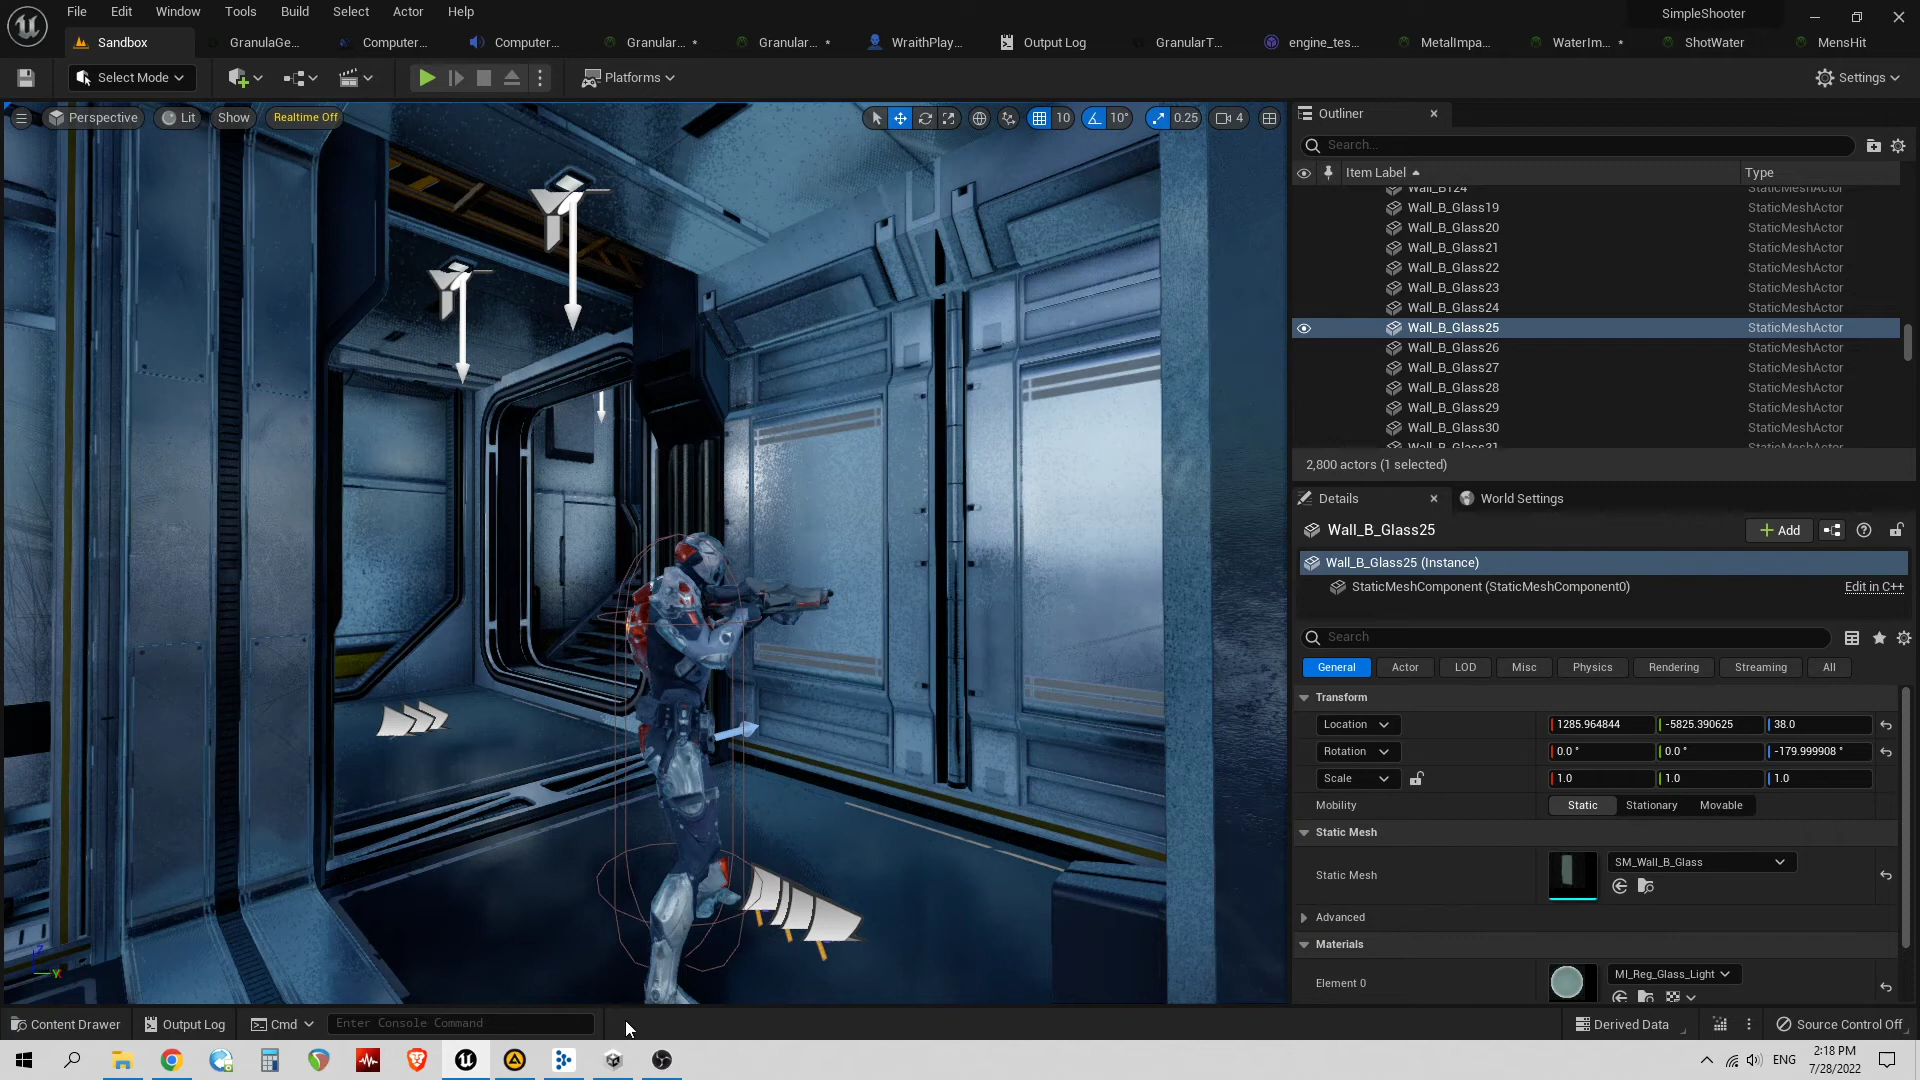 File Edit Window Tools Build Select Actor Help
SimpleShooter
Sandbox
GranulaGe...
Computer...
Computer...
Granular... •
Granular... •
WraithPlay...
Output Log
GranularT...
engine_tes...
MetalImpa...
WaterIm... •
ShotWater
MensHit
Select Mode
Platforms
Settings
Perspective
Lit
Show
Realtime Off
10
10°
0.25
4
Outliner
Search...
Item Label
Type
Wall_B124 StaticMeshActor
Wall_B_Glass19 StaticMeshActor
Wall_B_Glass20 StaticMeshActor
Wall_B_Glass21 StaticMeshActor
Wall_B_Glass22 StaticMeshActor
Wall_B_Glass23 StaticMeshActor
Wall_B_Glass24 StaticMeshActor
Wall_B_Glass25 StaticMeshActor
Wall_B_Glass26 StaticMeshActor
Wall_B_Glass27 StaticMeshActor
Wall_B_Glass28 StaticMeshActor
Wall_B_Glass29 StaticMeshActor
Wall_B_Glass30 StaticMeshActor
Wall_B_Glass31 StaticMeshActor
2,800 actors (1 selected)
Details
World Settings
Wall_B_Glass25
Add
Wall_B_Glass25 (Instance)
StaticMeshComponent (StaticMeshComponent0)
Edit in C++
Search
General Actor LOD Misc Physics Rendering Streaming All
Transform
Location 1285.964844 -5825.390625 38.0
Rotation 0.0 ° 0.0 ° -179.999908 °
Scale 1.0 1.0 1.0
Mobility Static Stationary Movable
Static Mesh
Static Mesh SM_Wall_B_Glass
Advanced
Materials
Element 0 MI_Reg_Glass_Light
Z
Y
Content Drawer
Output Log
Cmd
Enter Console Command
Derived Data
Source Control Off
ENG
2:18 PM
7/28/2022